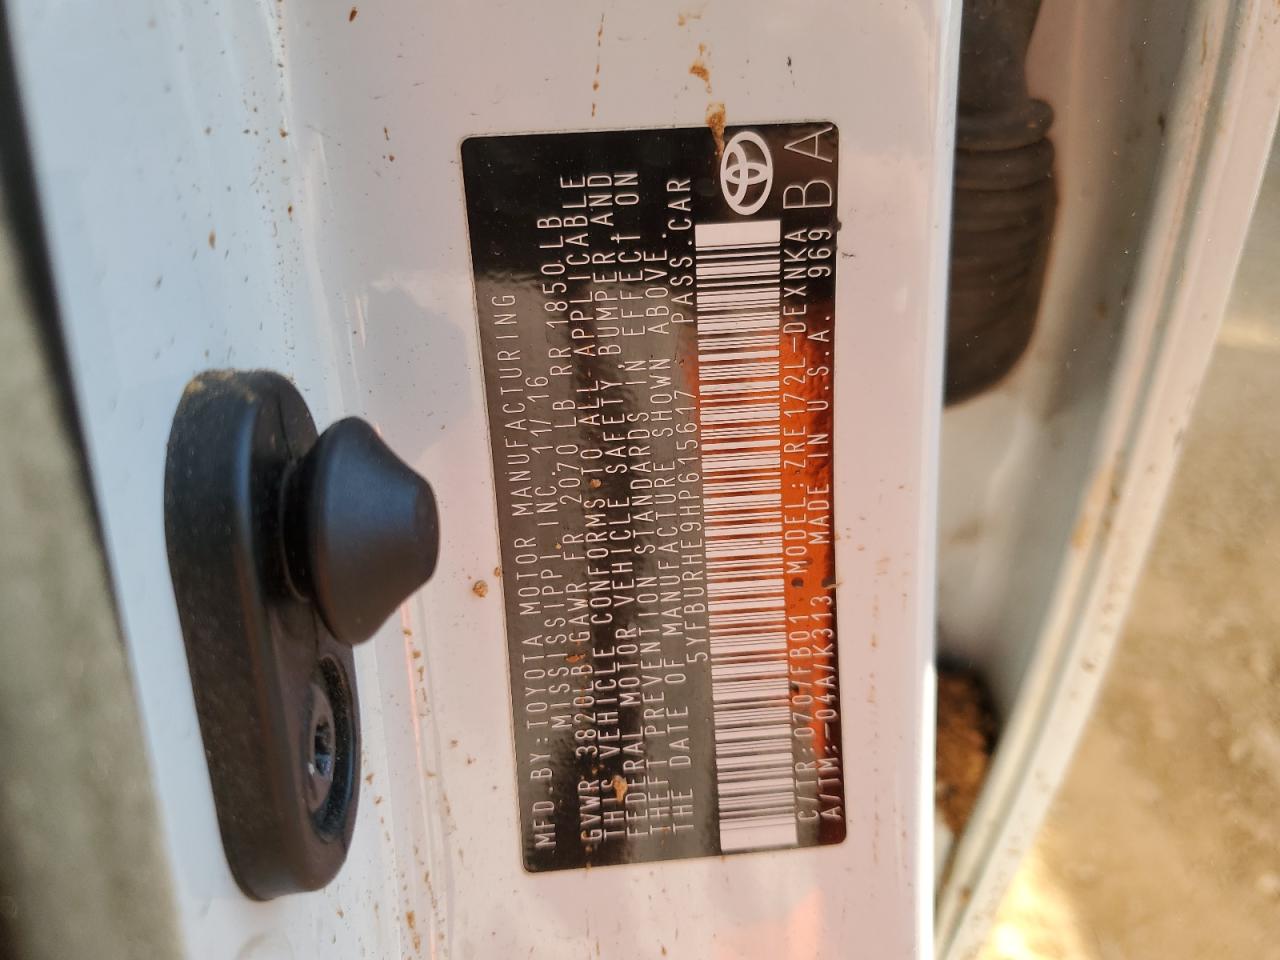 MFD.BY:TOYOTA MOTOR MANUFACTURING
MISSISSIPPI INC. 11/16
GVWR 3820LB GAWR FR 2070 LB RR 1850 LB
THIS VEHICLE CONFORMS TO ALL APPLICABLE
FEDERAL MOTOR VEHICLE SAFETY, BUMPER AND
THEFT PREVENTION STANDARDS IN EFFECT ON
THE DATE OF MANUFACTURE SHOWN ABOVE.
5YFBURHE9HP615617 PASS.CAR
C/TR:070/FB01 MODEL:ZRE172L-DEXNKA
A/TM:-04A/K313 MADE IN U.S.A. 969
BA